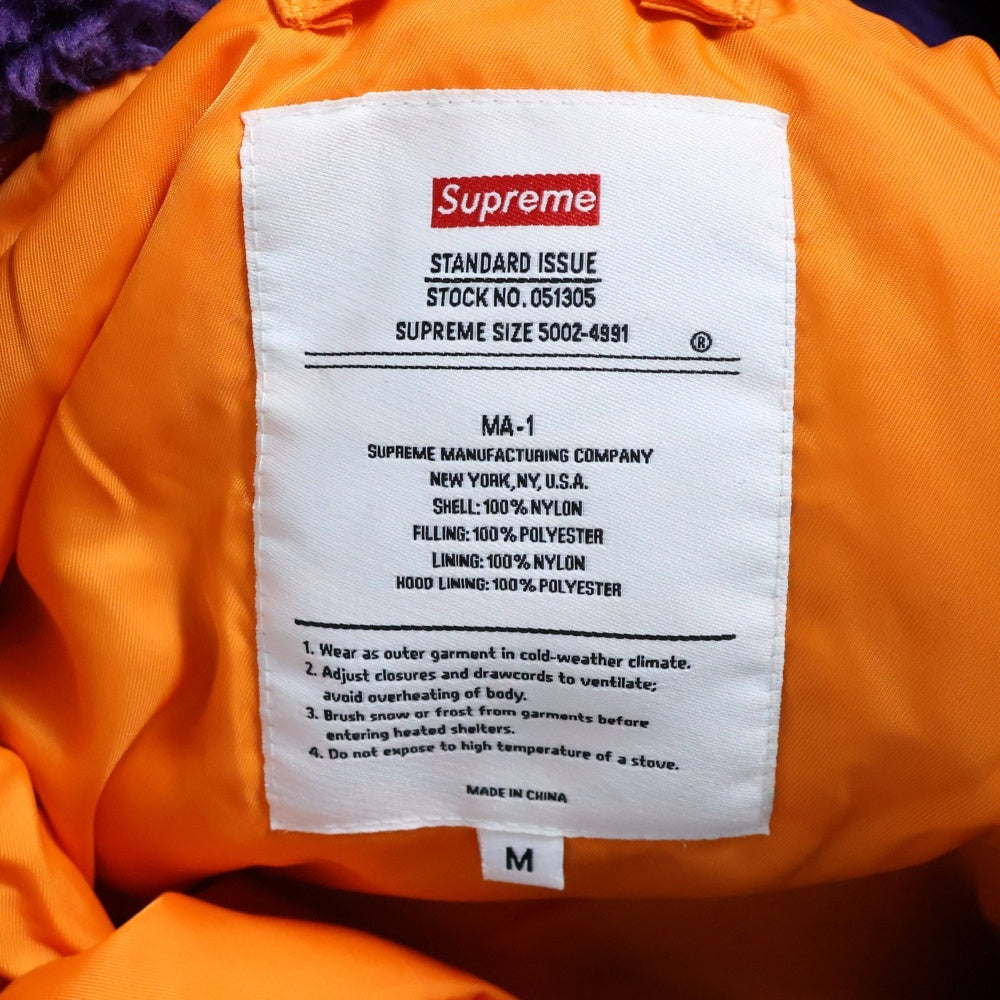 Supreme
STANDARD ISSUE
STOCK NO. 051305
SUPREME SIZE 5002-4991
®
MA-1
SUPREME MANUFACTURING COMPANY
NEW YORK, NY, U.S.A.
SHELL: 100% NYLON
FILLING: 100% POLYESTER
LINING: 100% NYLON
HOOD LINING: 100% POLYESTER
1. Wear as outer garment in cold-weather climate.
2. Adjust closures and drawcords to ventilate;
avoid overheating of body.
3. Brush snow or frost from garments before
entering heated shelters.
4. Do not expose to high temperature of a stove.
MADE IN CHINA
M